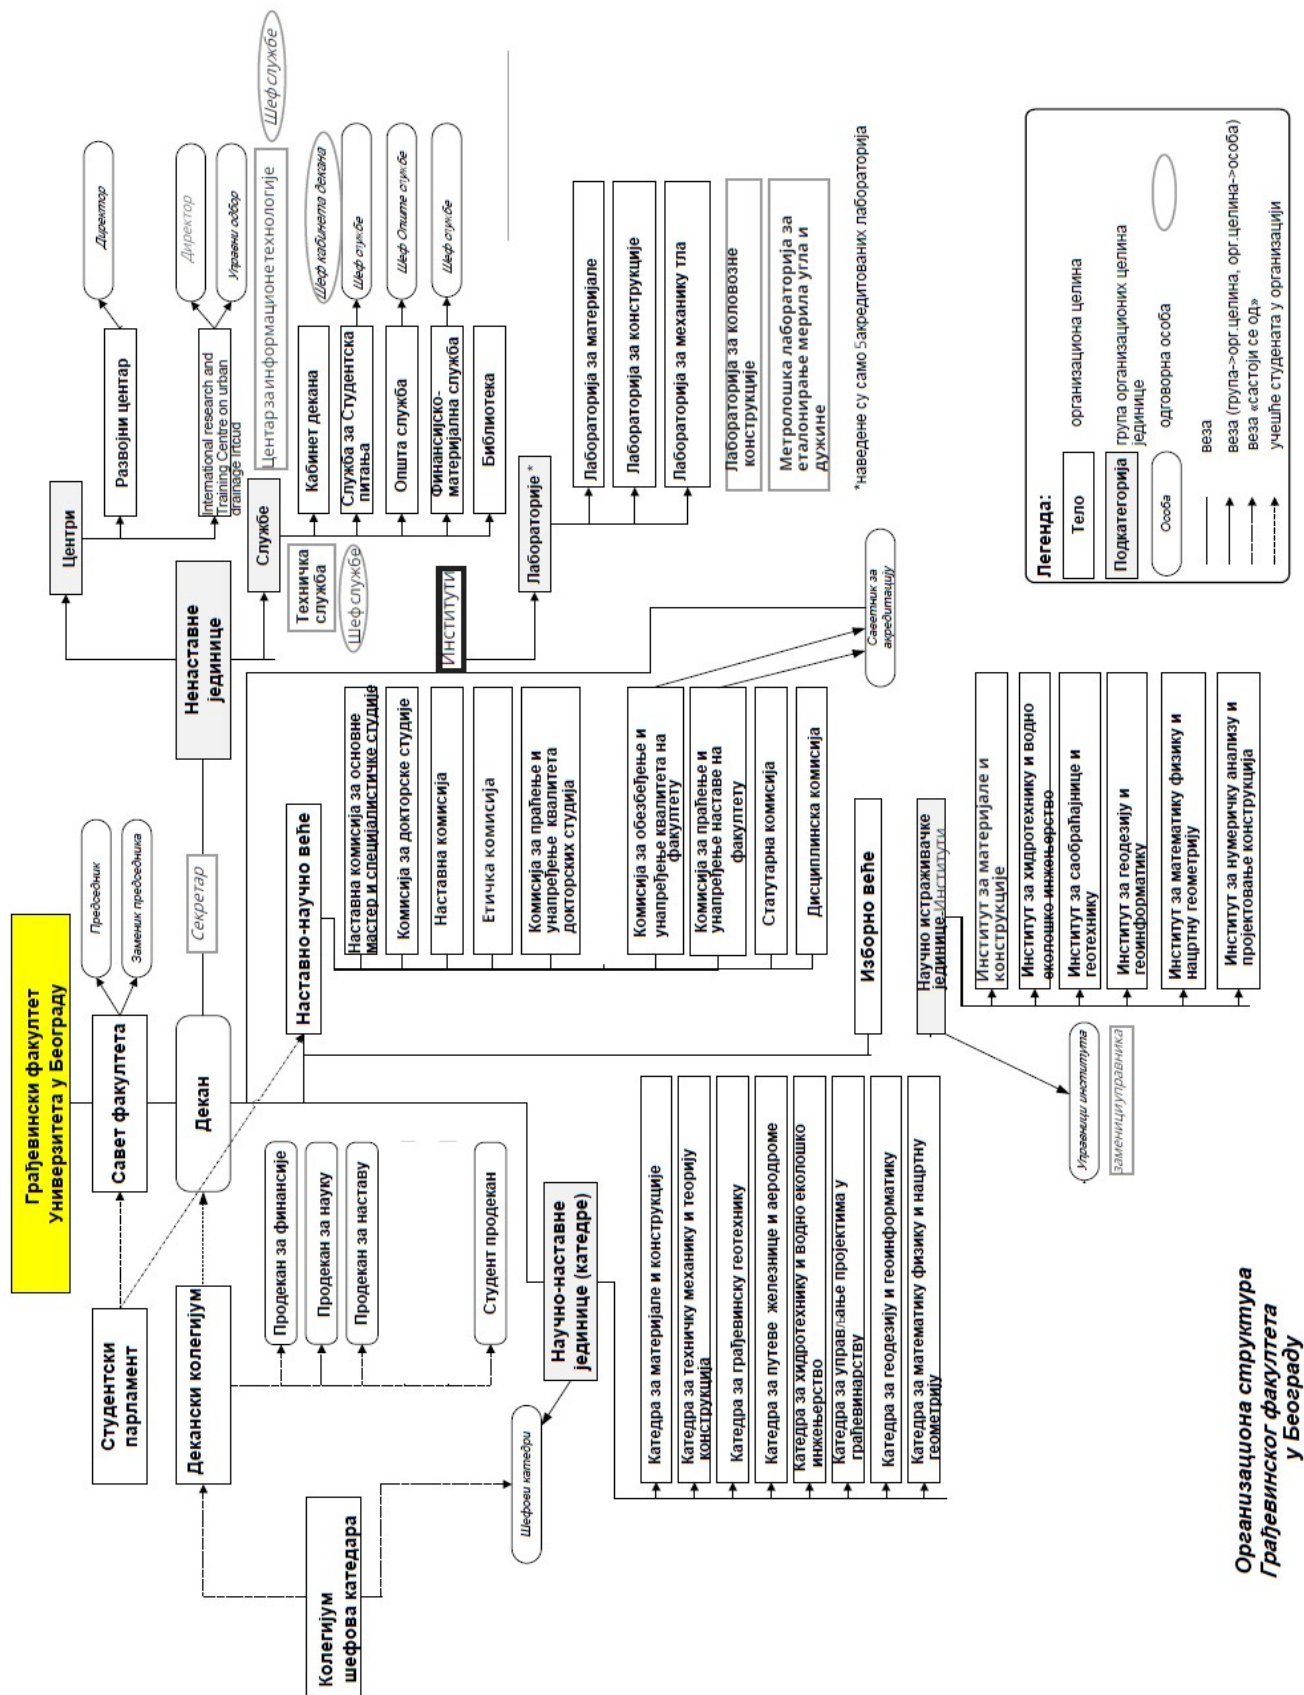 Грађевински факултет
Универзитета у Београду
Студентски
парламент
Савет факултета
Председник
Заменик председника
Декански колегијум
Декан
Секретар
Ненаставне
јединице
Колегијум
шефова катедара
Продекан за финансије
Продекан за науку
Продекан за наставу
Студент продекан
Шефови катедри
Научно-наставне
јединице (катедре)
Катедра за материјале и конструкције
Катедра за техничку механику и теорију
конструкција
Катедра за грађевинску геотехнику
Катедра за путеве железнице и аеродроме
Катедра за хидротехнику и водно еколошко
инжењерство
Катедра за управљање пројектима у
грађевинарству
Катедра за геодезију и геоинформатику
Катедра за математику физику и нацртну
геометрију
Наставно-научно веће
Наставна комисија за основне
мастер и специјалистичке студије
Комисија за докторске студије
Наставна комисија
Етичка комисија
Комисија за праћење и
унапређење квалитета
докторских студија
Комисија за обезбеђење и
унапређење квалитета на
факултету
Комисија за праћење и
унапређење наставе на
факултету
Статутарна комисија
Дисциплинска комисија
Саветник за
акредитацију
Изборно веће
Научно истраживачке
јединице-Институти
Управници института
замениципуправника
Институт за материјале и
конструкције
Институт за хидротехнику и водно
еколошко инжењерство
Институт за саобраћајнице и
геотехнику
Институт за геодезију и
геоинформатику
Институт за математику физику и
нацртну геометрију
Институт за нумеричку анализу и
пројектовање конструкција
Центри
Развојни центар
Директор
International research and
Training Centre on urban
drainage Irtcud
Директор
Управни одбор
Центар за информационе технологије
Шеф службе
Службе
Техничка
служба
Шеф службе
Кабинет декана
Шеф кабинета декана
Служба за Студентска
питања
Шеф службе
Општа служба
Шеф Опште службе
Финансијско-
материјална служба
Шеф службе
Библиотека
Институти
Лабораторије *
Лабораторија за материјале
Лабораторија за конструкције
Лабораторија за механику тла
Лабораторија за коловозне
конструкције
Метролошка лабораторија за
еталонирање мерила угла и
дужине
*наведене су само 5акредитованих лабораторија
Легенда:
Тело
организациона целина
Подкатегорија
група организационих целина
јединице
Особа
одговорна особа
веза
веза (група->орг.целина, орг.целина->особа)
веза «састоји се од»
учешће студената у организацији
Организациона структура
Грађевинског факултета
у Београду